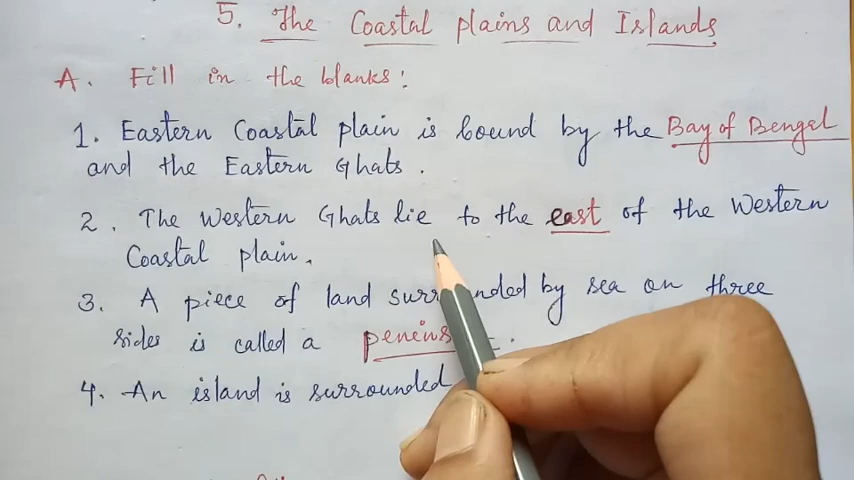 5. The Coastal plains and Islands
A. Fill in the blanks:
1. Eastern Coastal plain is bound by the Bay of Bengal
and the Eastern Ghats.
2. The Western Ghats lie to the east of the Western
Coastal plain.
3. A piece of land surrounded by sea on three
sides is called a
4. An island is surrounded